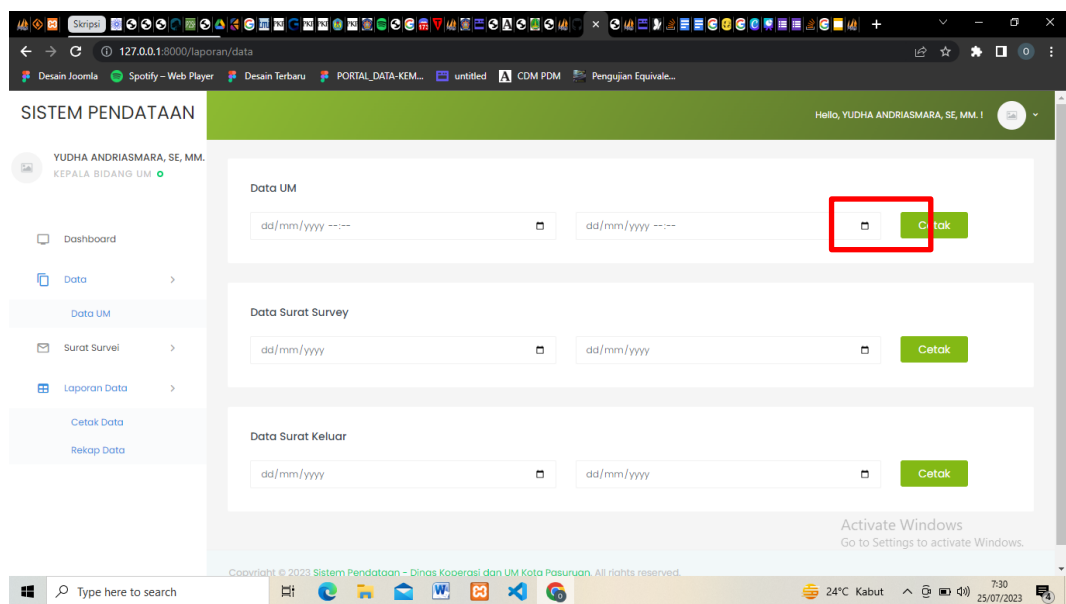 Skripsi
127.0.0.1:8000/laporan/data
Desain Joomla Spotify – Web Player Desain Terbaru PORTAL_DATA-KEM... untitled CDM PDM Pengujian Equivale...
SISTEM PENDATAAN
Hello, YUDHA ANDRIASMARA, SE, MM. !
YUDHA ANDRIASMARA, SE, MM.
KEPALA BIDANG UM
Dashboard
Data
Data UM
Surat Survei
Laporan Data
Cetak Data
Rekap Data
Data UM
dd/mm/yyyy --:-- dd/mm/yyyy --:-- Cetak
Data Surat Survey
dd/mm/yyyy dd/mm/yyyy Cetak
Data Surat Keluar
dd/mm/yyyy dd/mm/yyyy Cetak
Activate Windows
Go to Settings to activate Windows.
Copyright © 2023 Sistem Pendataan - Dinas Koperasi dan UM Kota Pasuruan. All rights reserved.
Type here to search
24°C Kabut
7:30
25/07/2023